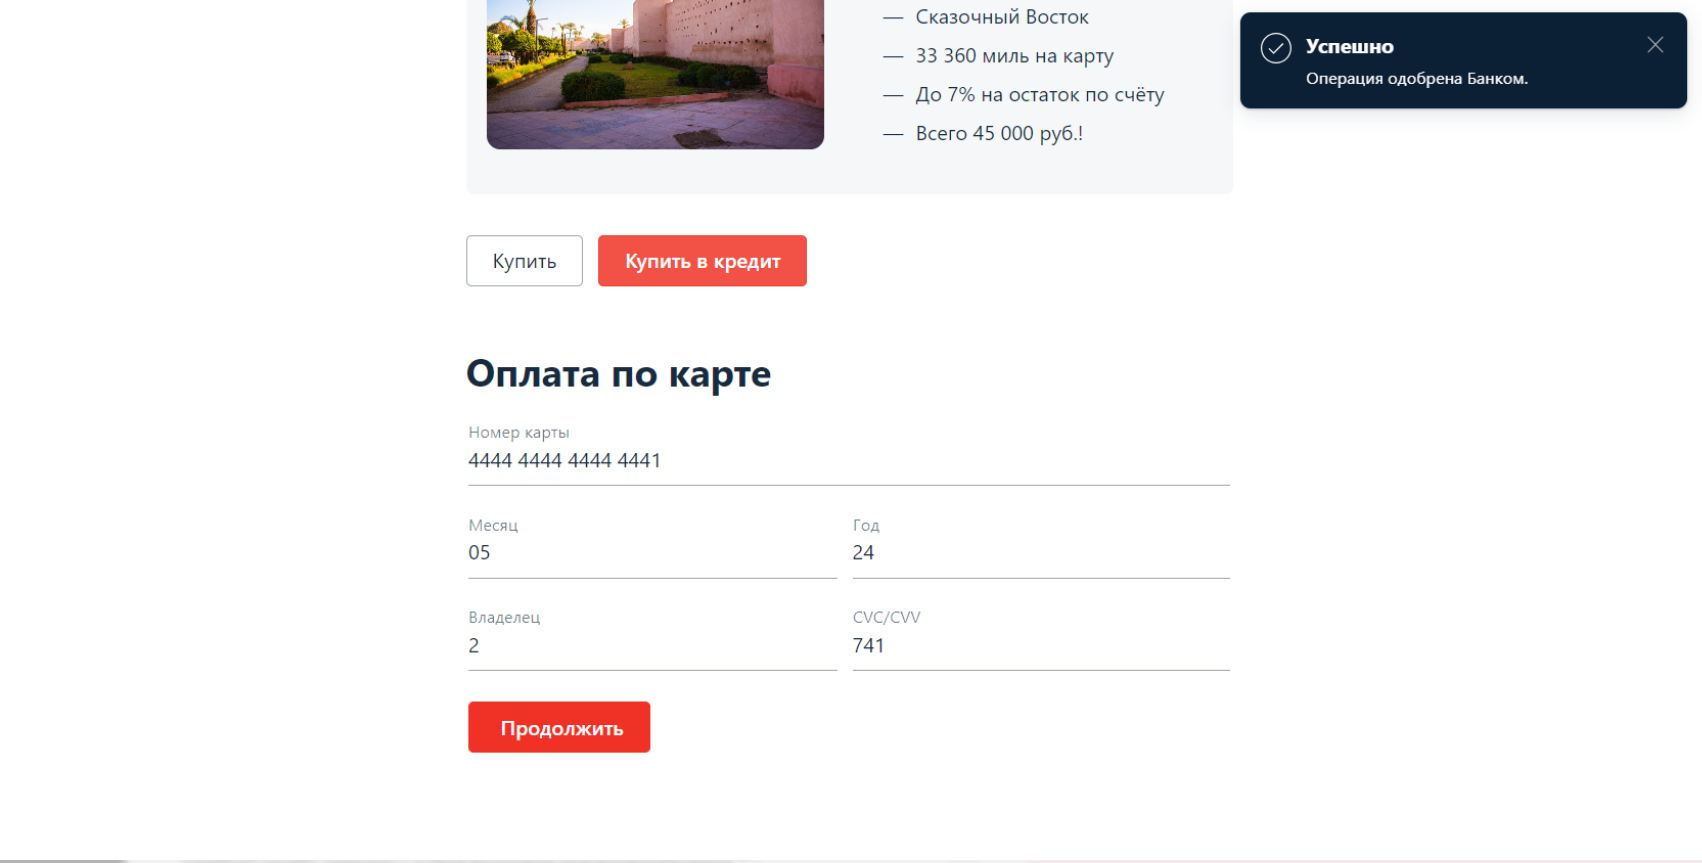 — Сказочный Восток
— 33 360 миль на карту
— До 7% на остаток по счёту
— Всего 45 000 руб.!
Успешно
Операция одобрена Банком.
Купить
Купить в кредит
Оплата по карте
Номер карты
4444 4444 4444 4441
Месяц
Год
05
24
Владелец
CVC/CVV
2
741
Продолжить